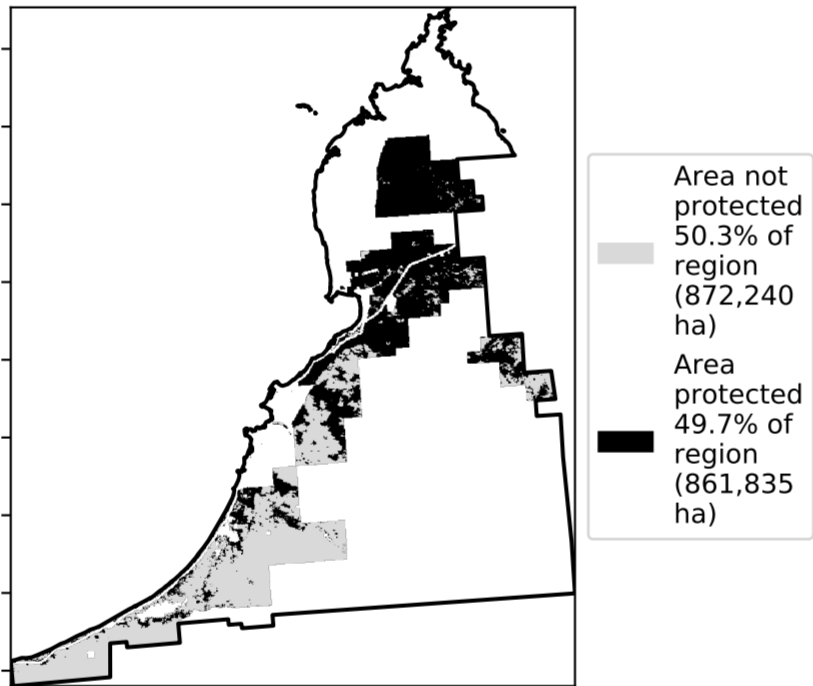 Area not
protected
50.3% of
region
(872,240
ha)
Area
protected
49.7% of
region
(861,835
ha)